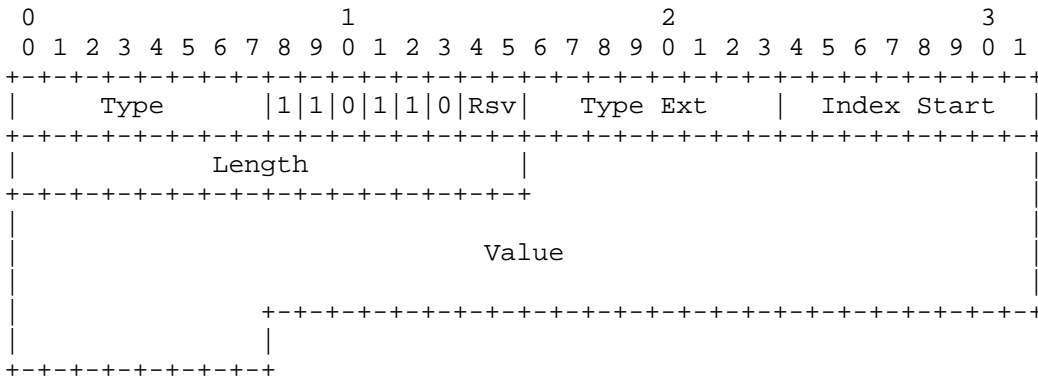 0                   1                   2                   3
 0 1 2 3 4 5 6 7 8 9 0 1 2 3 4 5 6 7 8 9 0 1 2 3 4 5 6 7 8 9 0 1
+-+-+-+-+-+-+-+-+-+-+-+-+-+-+-+-+-+-+-+-+-+-+-+-+-+-+-+-+-+-+-+-+
|     Type      |1|1|0|1|1|0|Rsv|   Type Ext    |  Index Start  |
+-+-+-+-+-+-+-+-+-+-+-+-+-+-+-+-+-+-+-+-+-+-+-+-+-+-+-+-+-+-+-+-+
|            Length             |                               |
+-+-+-+-+-+-+-+-+-+-+-+-+-+-+-+-+                               |
|                                                               |
|                             Value                             |
|                                                               |
|               +-+-+-+-+-+-+-+-+-+-+-+-+-+-+-+-+-+-+-+-+-+-+-+-+
|               |
+-+-+-+-+-+-+-+-+